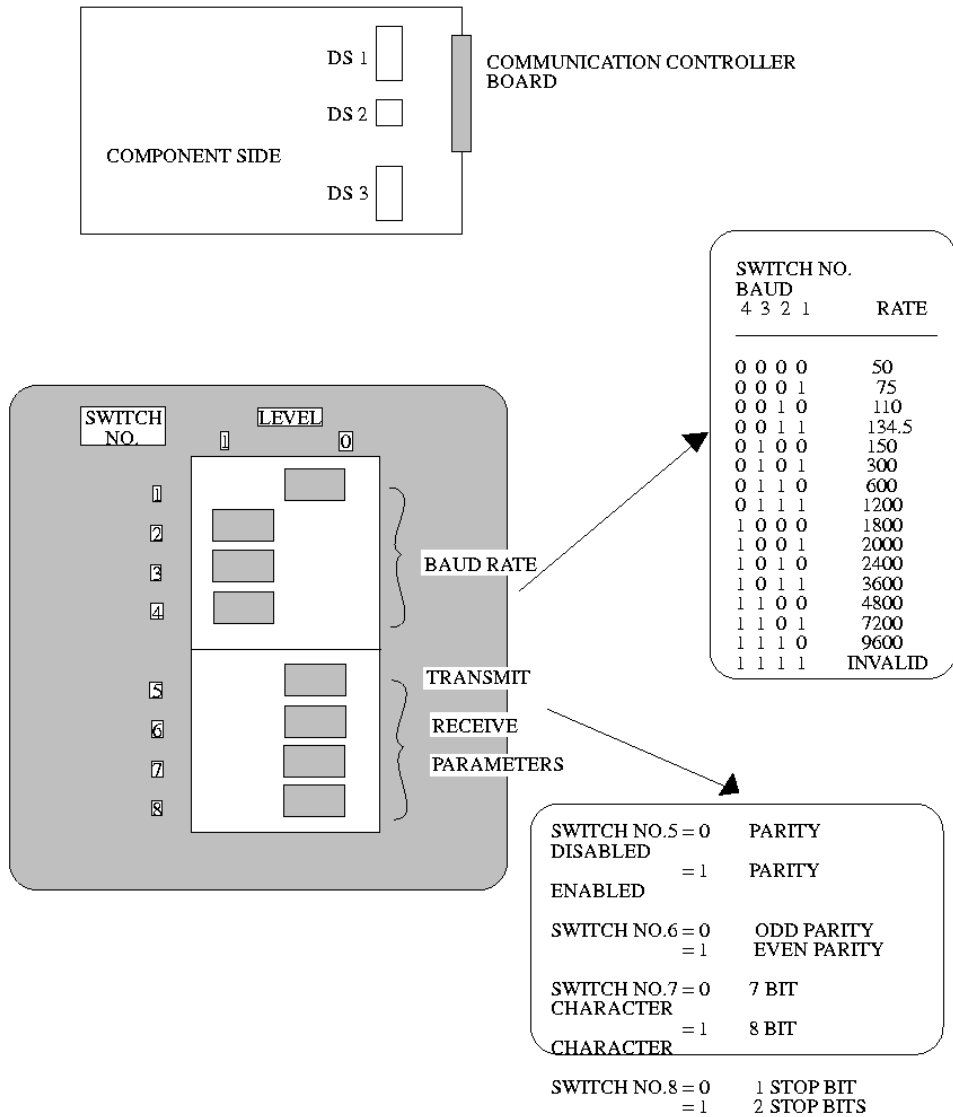 DS 1
COMMUNICATION CONTROLLER
BOARD
DS 2
COMPONENT SIDE
DS 3
SWITCH NO.
BAUD
4 3 2 1 RATE
0 0 0 0 50
0 0 0 1 75
0 0 1 0 110
0 0 1 1 134.5
0 1 0 0 150
0 1 0 1 300
0 1 1 0 600
0 1 1 1 1200
1 0 0 0 1800
1 0 0 1 2000
1 0 1 0 2400
1 0 1 1 3600
1 1 0 0 4800
1 1 0 1 7200
1 1 1 0 9600
1 1 1 1 INVALID
SWITCH
NO.
LEVEL
1 0
1
2
3
4
BAUD RATE
5
6
7
8
TRANSMIT
RECEIVE
PARAMETERS
SWITCH NO.5 = 0 PARITY
DISABLED
= 1 PARITY
ENABLED
SWITCH NO.6 = 0 ODD PARITY
= 1 EVEN PARITY
SWITCH NO.7 = 0 7 BIT
CHARACTER
= 1 8 BIT
CHARACTER
SWITCH NO.8 = 0 1 STOP BIT
= 1 2 STOP BITS